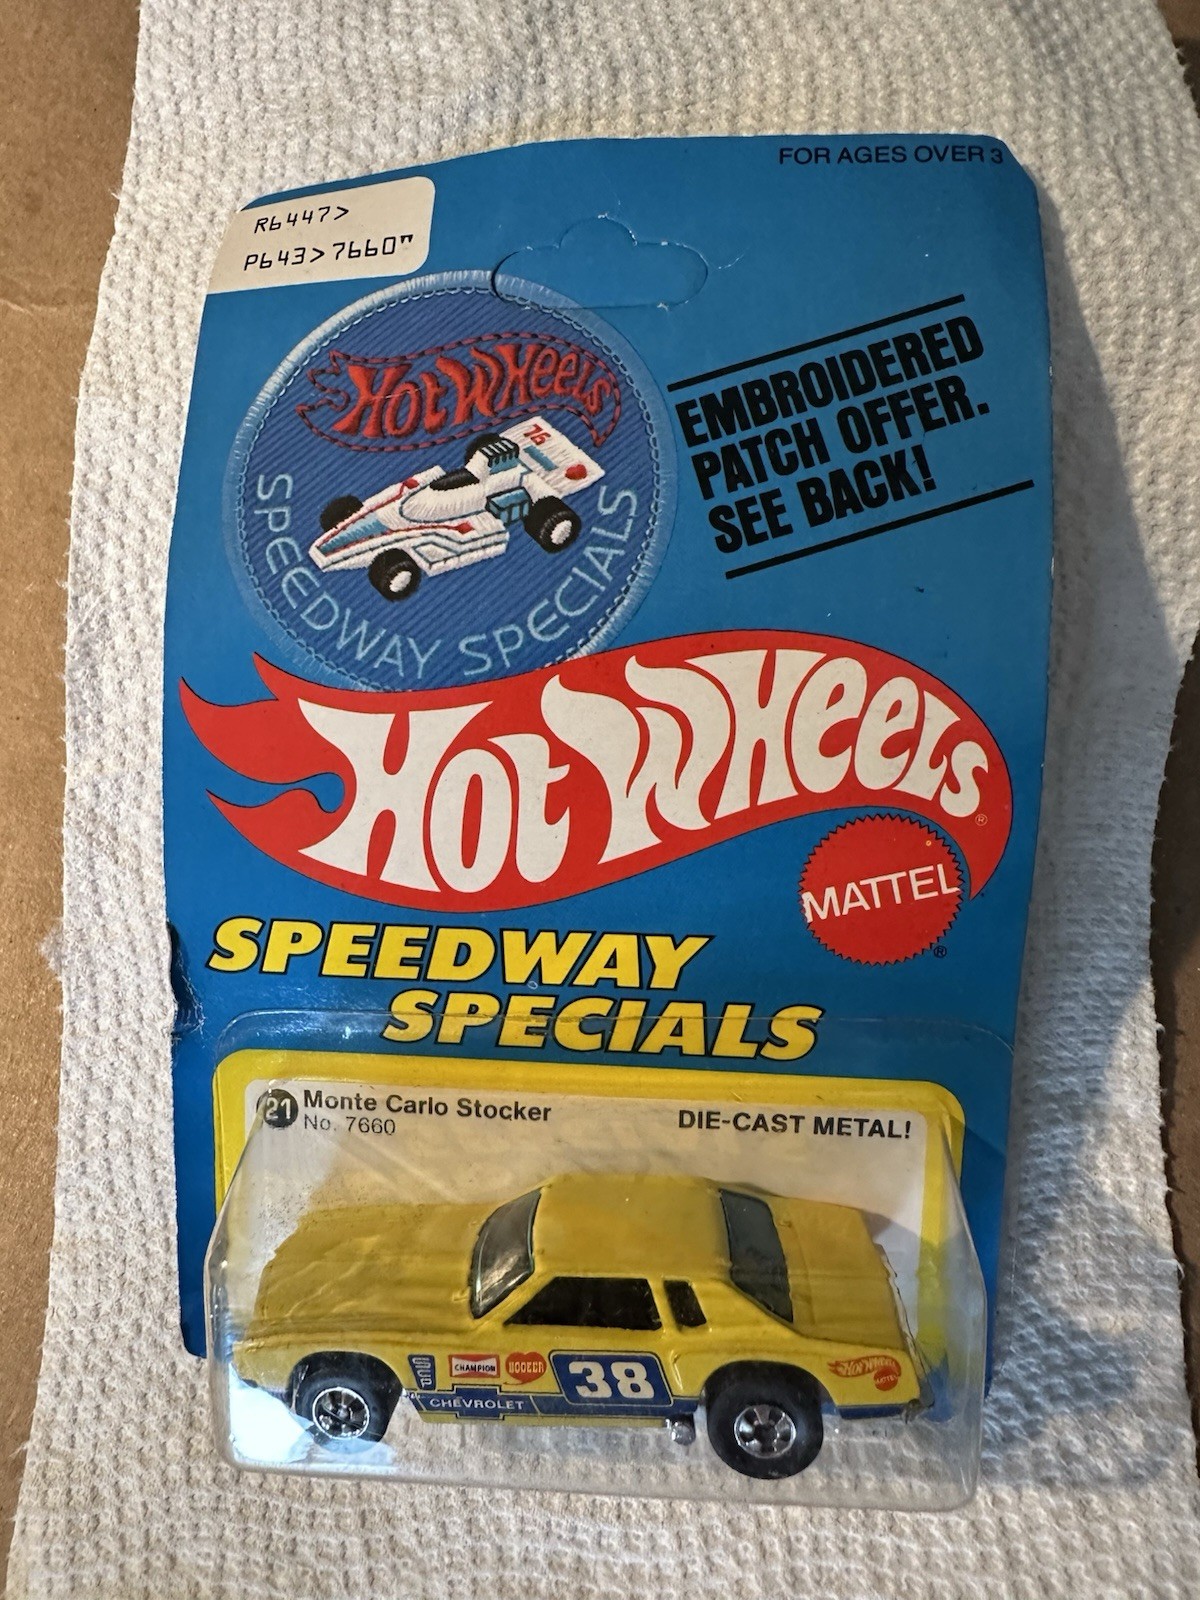 FOR AGES OVER 3
R6447>
P643>7660"
HOT WHEELS
76
SPEEDWAY SPECIALS
EMBROIDERED
PATCH OFFER.
SEE BACK!
HOT WHEELS®
MATTEL®
SPEEDWAY
SPECIALS
21 Monte Carlo Stocker
No. 7660
DIE-CAST METAL!
CHAMPION
HOOKER
38
CHEVROLET
HOT WHEELS
MATTEL